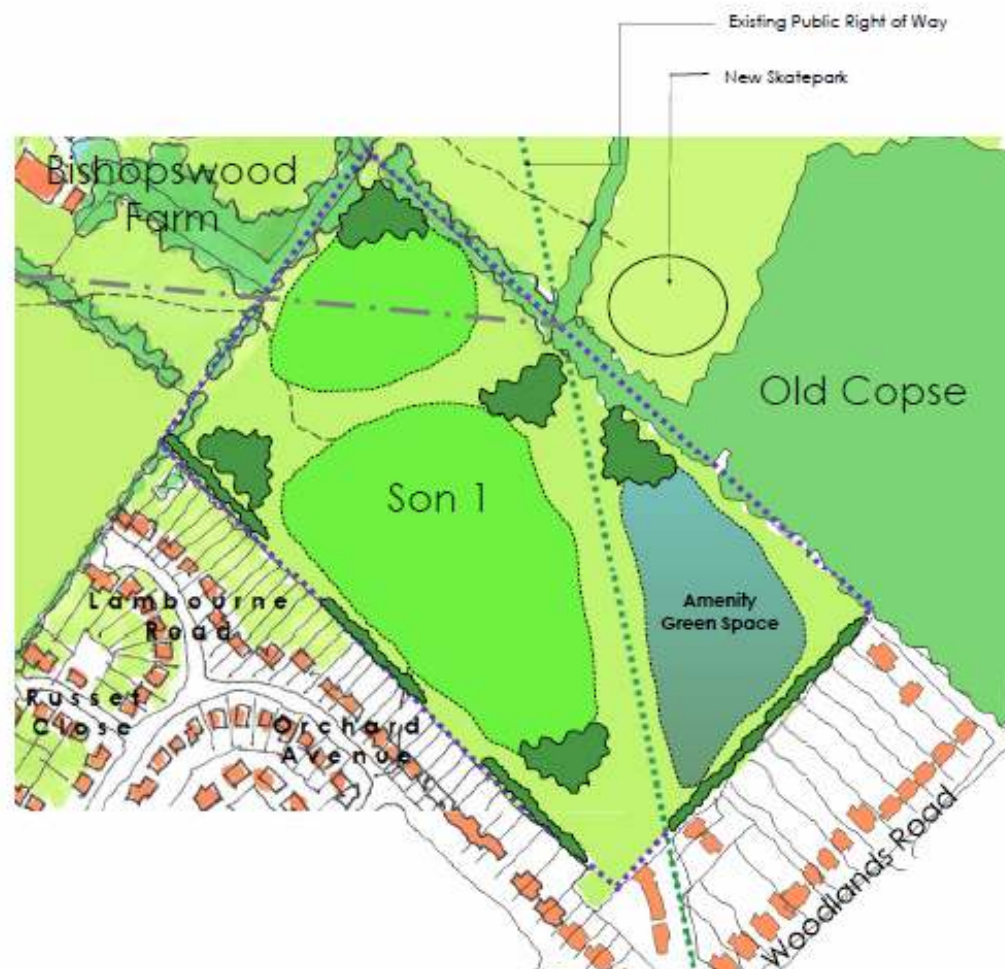 Existing Public Right of Way
New Skatepark
Bishopswood
Farm
Old Copse
Son 1
Amenity
Green Space
Lambourne
Road
Russet
Close
Orchard
Avenue
Woodlands Road